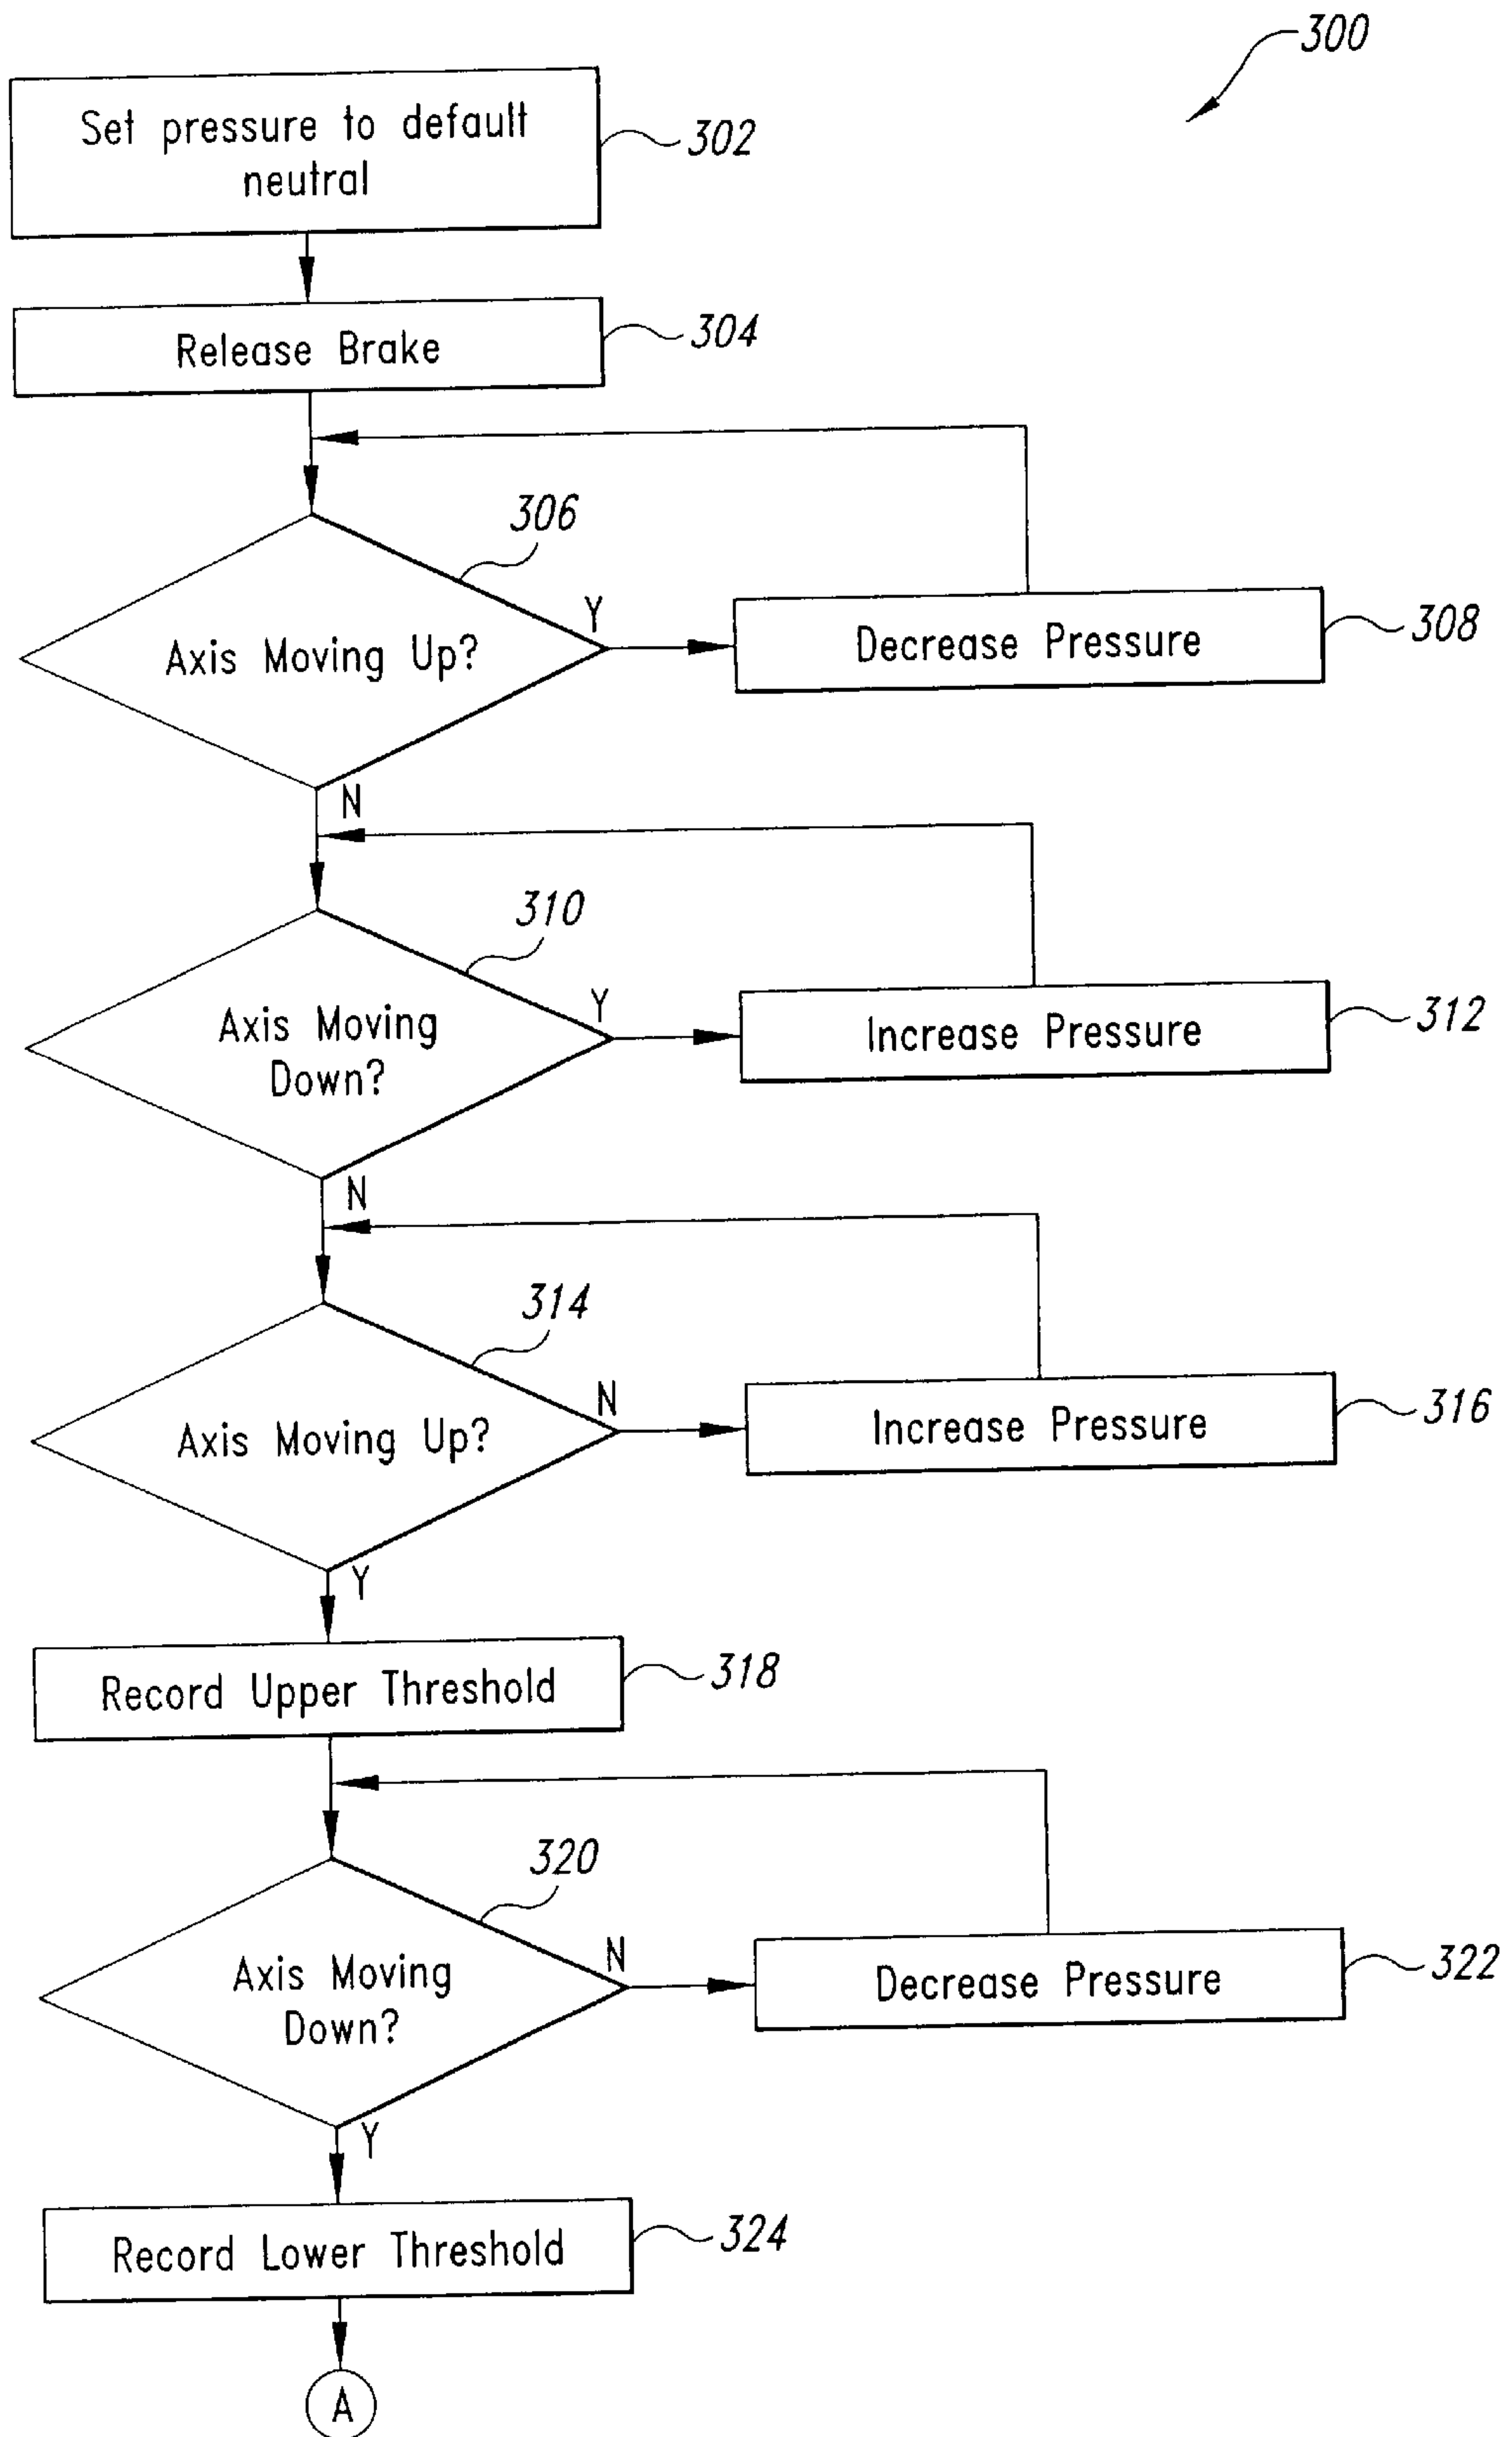 300
Set pressure to default
neutral
302
Release Brake
304
306
Axis Moving Up?
Y
Decrease Pressure
308
N
310
Axis Moving
Down?
Y
Increase Pressure
312
N
314
Axis Moving Up?
N
Increase Pressure
316
Y
Record Upper Threshold
318
320
Axis Moving
Down?
N
Decrease Pressure
322
Y
Record Lower Threshold
324
A